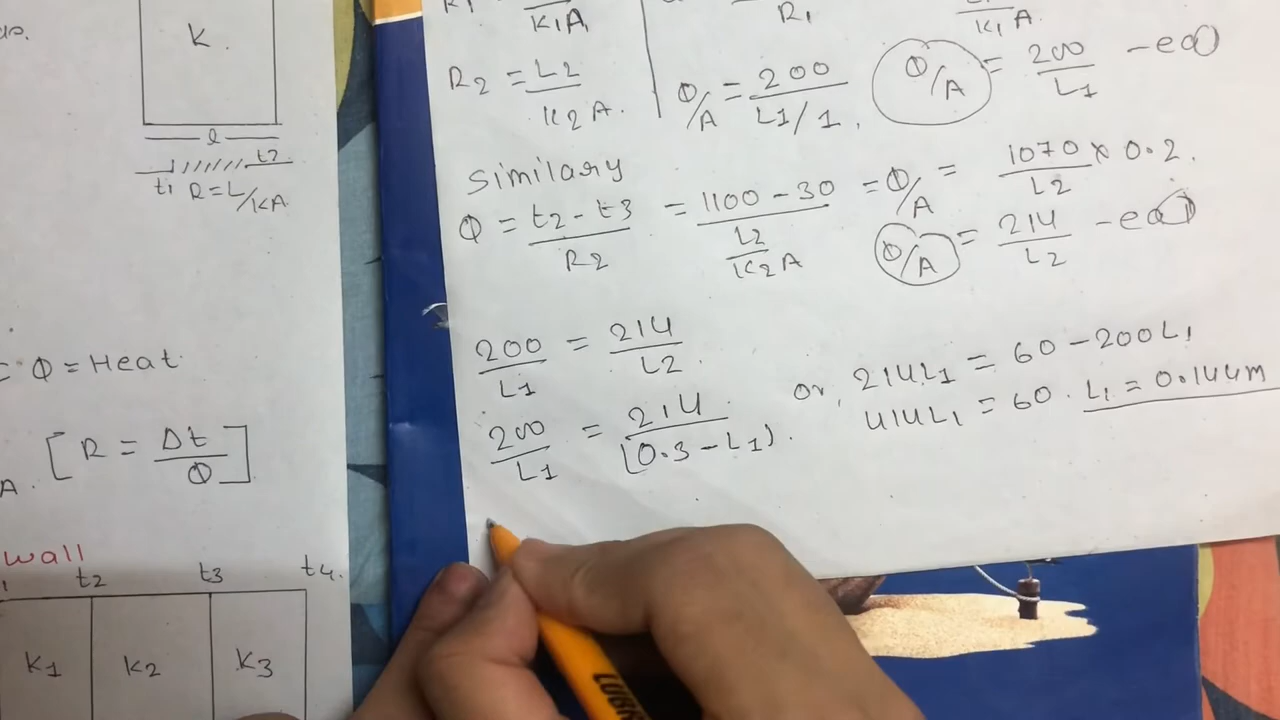 K.
l
t1 t2
R=L/KA
Φ = Heat
[R = Δt/Φ]
A.
wall
t2 t3 t4.
K1 K2 K3
K1A R1 K1A.
R2 = L2/K2A.
Φ/A = 200/L1/1. Φ/A = 200/L1 - eq
Similary
Φ = t2-t3/R2 = 1100-30/L2/K2A = Φ/A = 1070/L2 x 0.2.
Φ/A = 214/L2 - eq
200/L1 = 214/L2.
200/L1 = 214/(0.3-L1).
or, 214L1 = 60-200L1
414L1 = 60. L1 = 0.144m